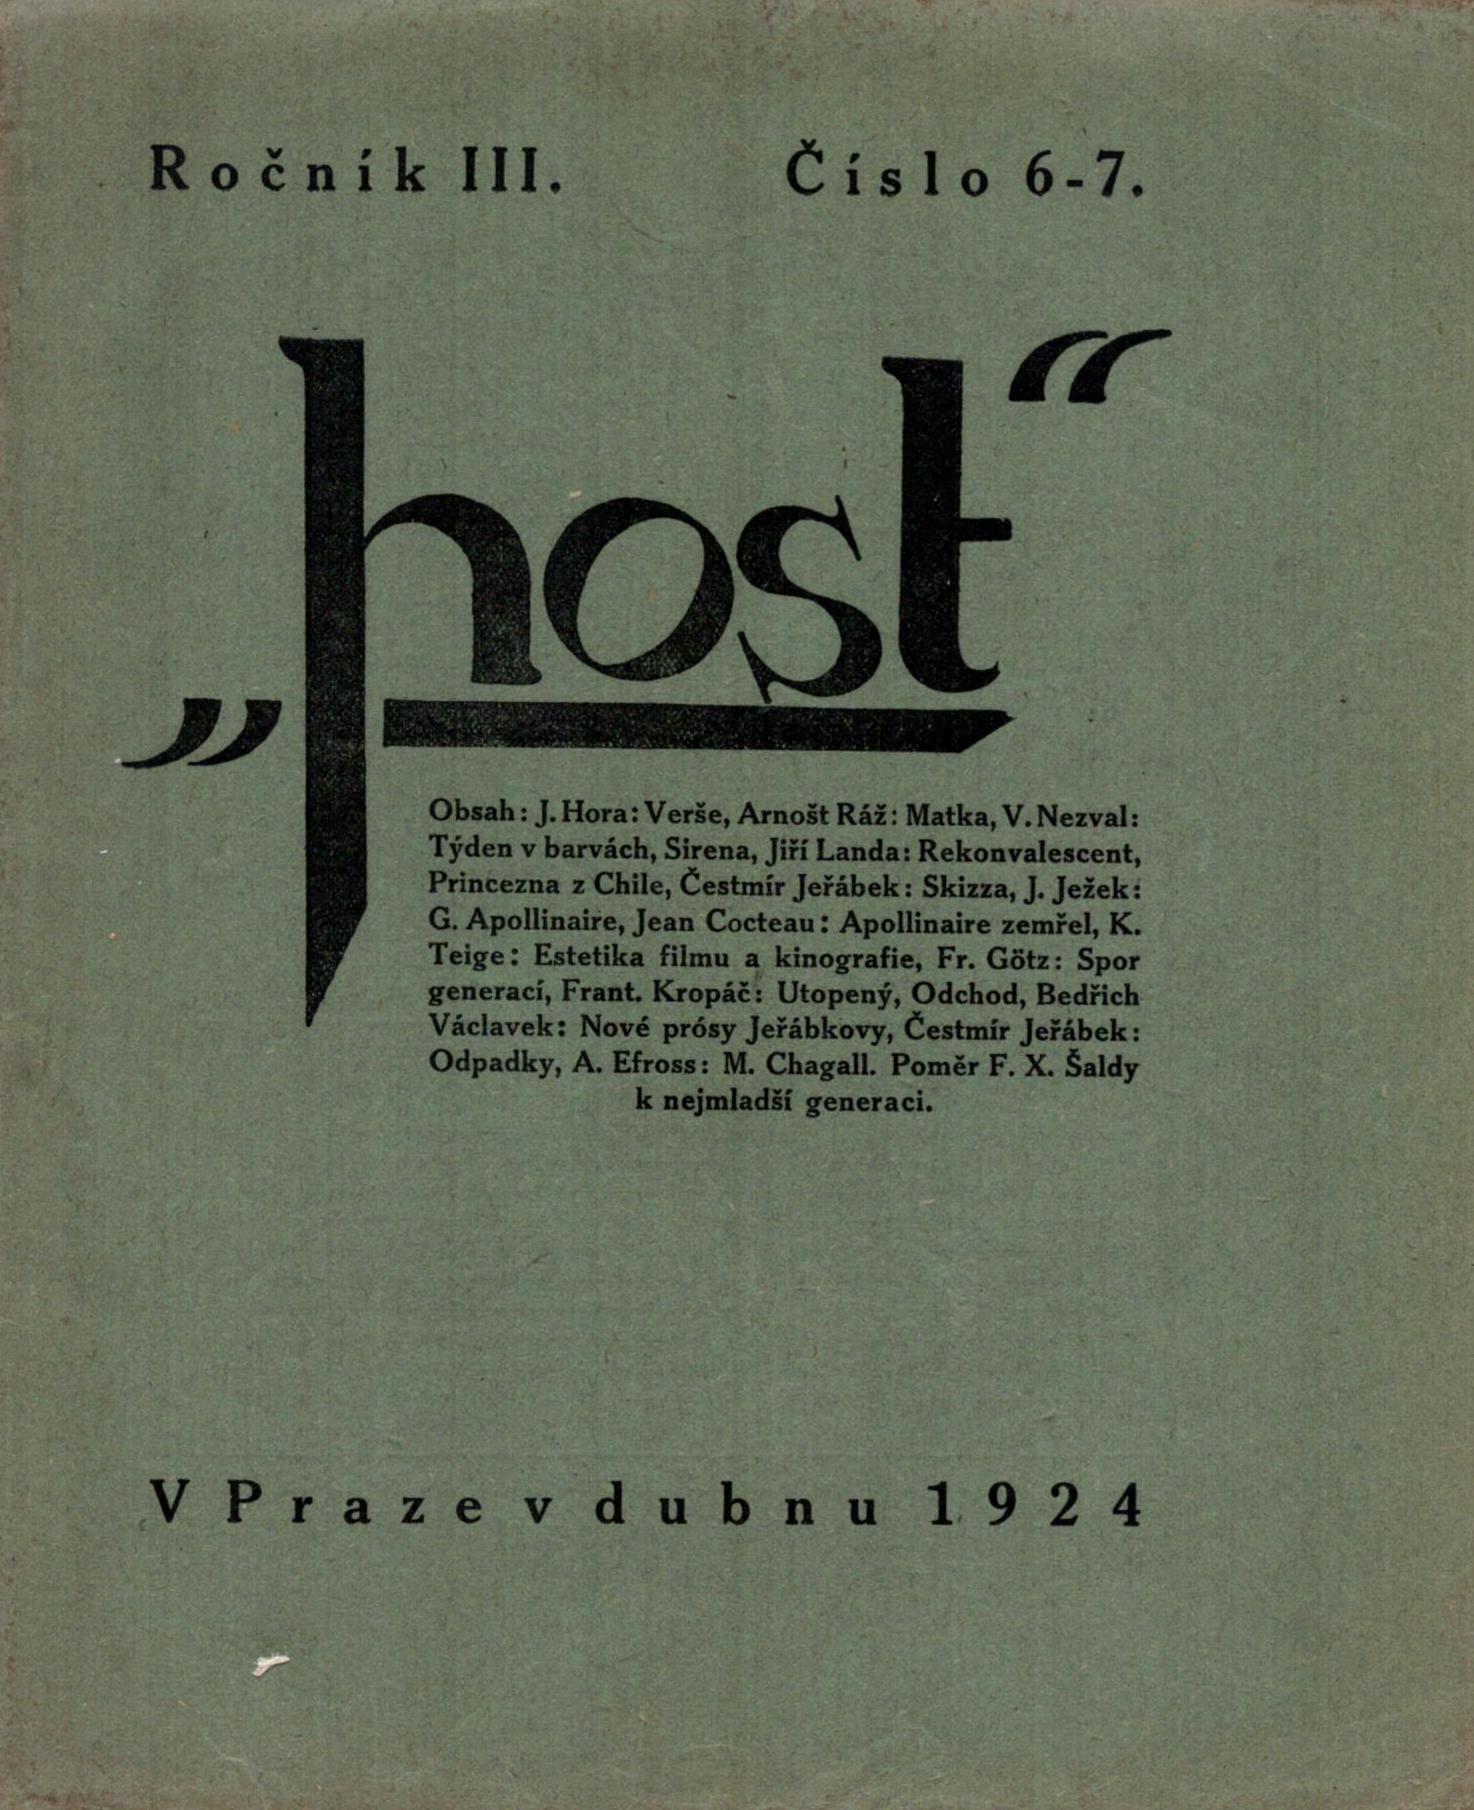 Ročník III. Číslo 6-7.
„host“
Obsah: J. Hora: Verše, Arnošt Ráž: Matka, V. Nezval:
Týden v barvách, Sirena, Jiří Landa: Rekonvalescent,
Princezna z Chile, Čestmír Jeřábek: Skizza, J. Ježek:
G. Apollinaire, Jean Cocteau: Apollinaire zemřel, K.
Teige: Estetika filmu a kinografie, Fr. Götz: Spor
generací, Frant. Kropáč: Utopený, Odchod, Bedřich
Václavek: Nové prósy Jeřábkovy, Čestmír Jeřábek:
Odpadky, A. Efross: M. Chagall. Poměr F. X. Šaldy
k nejmladší generaci.
V Praze v dubnu 1924